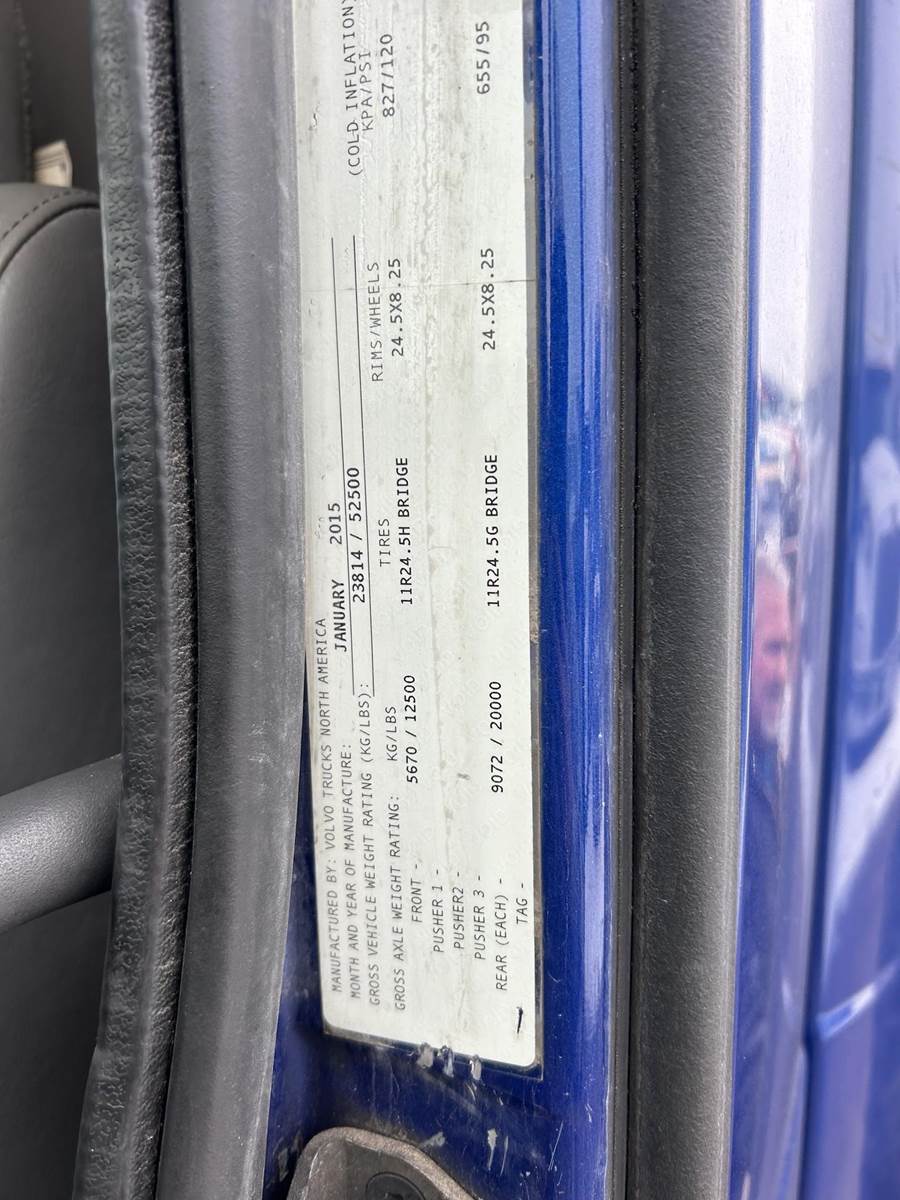 MANUFACTURED BY: VOLVO TRUCKS NORTH AMERICA
MONTH AND YEAR OF MANUFACTURE: JANUARY 2015
GROSS VEHICLE WEIGHT RATING (KG/LBS): 23814 / 52500
GROSS AXLE WEIGHT RATING: KG/LBS TIRES RIMS/WHEELS (COLD INFLATION) KPA/PSI
FRONT - 5670 / 12500 11R24.5H BRIDGE 24.5X8.25 827/120
PUSHER 1 -
PUSHER2 -
PUSHER 3 -
REAR (EACH) - 9072 / 20000 11R24.5G BRIDGE 24.5X8.25 655/95
TAG -